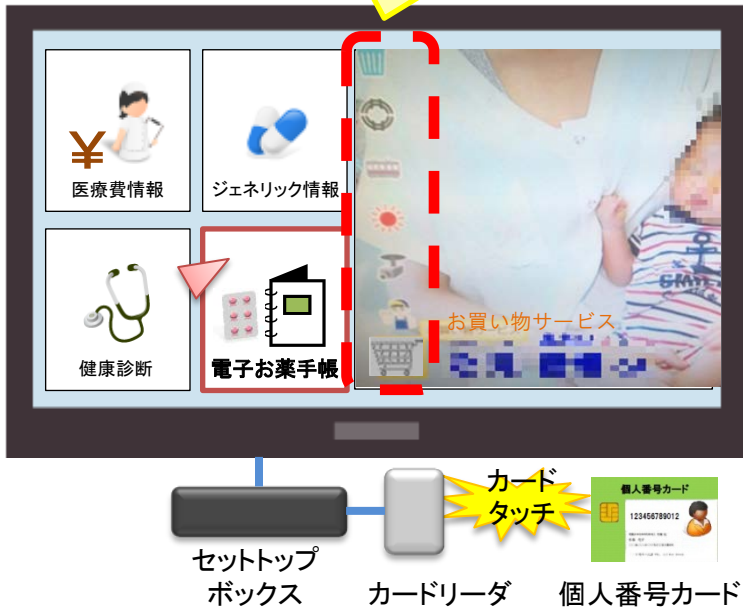 ¥
医療費情報
ジェネリック情報
健康診断
電子お薬手帳
お買い物サービス
カード
タッチ
個人番号カード
123456789012
セットトップ
ボックス
カードリーダ
個人番号カード